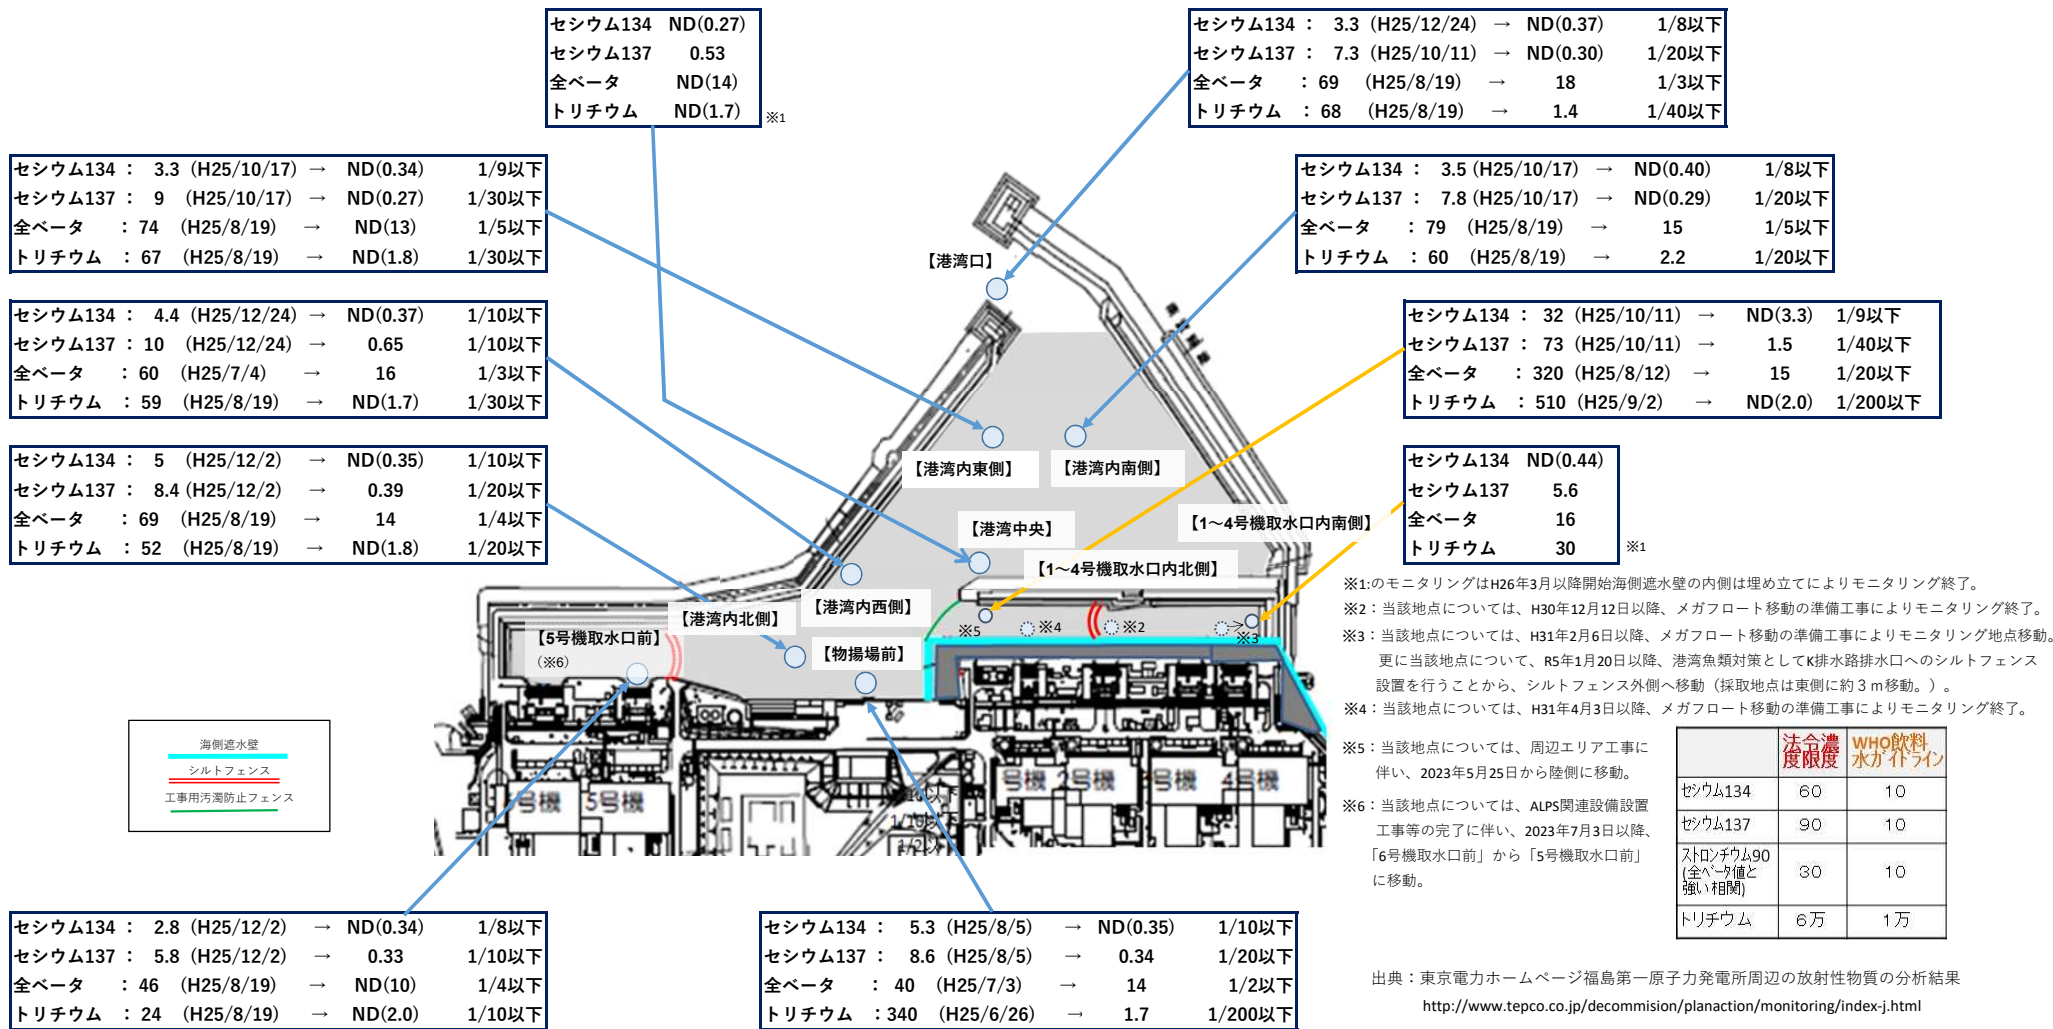 セシウム134 ND(0.27)
セシウム137 0.53
全ベータ ND(14)
トリチウム ND(1.7) ※1
セシウム134 : 3.3 (H25/12/24) → ND(0.37) 1/8以下
セシウム137 : 7.3 (H25/10/11) → ND(0.30) 1/20以下
全ベータ : 69 (H25/8/19) → 18 1/3以下
トリチウム : 68 (H25/8/19) → 1.4 1/40以下
セシウム134 : 3.3 (H25/10/17) → ND(0.34) 1/9以下
セシウム137 : 9 (H25/10/17) → ND(0.27) 1/30以下
全ベータ : 74 (H25/8/19) → ND(13) 1/5以下
トリチウム : 67 (H25/8/19) → ND(1.8) 1/30以下
セシウム134 : 3.5 (H25/10/17) → ND(0.40) 1/8以下
セシウム137 : 7.8 (H25/10/17) → ND(0.29) 1/20以下
全ベータ : 79 (H25/8/19) → 15 1/5以下
トリチウム : 60 (H25/8/19) → 2.2 1/20以下
セシウム134 : 4.4 (H25/12/24) → ND(0.37) 1/10以下
セシウム137 : 10 (H25/12/24) → 0.65 1/10以下
全ベータ : 60 (H25/7/4) → 16 1/3以下
トリチウム : 59 (H25/8/19) → ND(1.7) 1/30以下
セシウム134 : 32 (H25/10/11) → ND(3.3) 1/9以下
セシウム137 : 73 (H25/10/11) → 1.5 1/40以下
全ベータ : 320 (H25/8/12) → 15 1/20以下
トリチウム : 510 (H25/9/2) → ND(2.0) 1/200以下
セシウム134 : 5 (H25/12/2) → ND(0.35) 1/10以下
セシウム137 : 8.4 (H25/12/2) → 0.39 1/20以下
全ベータ : 69 (H25/8/19) → 14 1/4以下
トリチウム : 52 (H25/8/19) → ND(1.8) 1/20以下
セシウム134 ND(0.44)
セシウム137 5.6
全ベータ 16
トリチウム 30 ※1
【港湾口】
【港湾内東側】
【港湾内南側】
【港湾中央】
【1～4号機取水口内南側】
【1～4号機取水口内北側】
【港湾内西側】
【港湾内北側】
【5号機取水口前】
(※6)
【物揚場前】
※5
※4
※2
※3
5号機
号機
2号機
3号機
4号機
海側遮水壁
シルトフェンス
工事用汚濁防止フェンス
※1:のモニタリングはH26年3月以降開始海側遮水壁の内側は埋め立てによりモニタリング終了。
※2：当該地点については、H30年12月12日以降、メガフロート移動の準備工事によりモニタリング終了。
※3：当該地点については、H31年2月6日以降、メガフロート移動の準備工事によりモニタリング地点移動。
更に当該地点について、R5年1月20日以降、港湾魚類対策としてK排水路排水口へのシルトフェンス
設置を行うことから、シルトフェンス外側へ移動（採取地点は東側に約３ｍ移動。）。
※4：当該地点については、H31年4月3日以降、メガフロート移動の準備工事によりモニタリング終了。
※5：当該地点については、周辺エリア工事に
伴い、2023年5月25日から陸側に移動。
※6：当該地点については、ALPS関連設備設置
工事等の完了に伴い、2023年7月3日以降、
「6号機取水口前」から「5号機取水口前」
に移動。
法令濃度限度 WHO飲料水ガイドライン
セシウム134 60 10
セシウム137 90 10
ストロンチウム90(全ベータ値と強い相関) 30 10
トリチウム 6万 1万
セシウム134 : 2.8 (H25/12/2) → ND(0.34) 1/8以下
セシウム137 : 5.8 (H25/12/2) → 0.33 1/10以下
全ベータ : 46 (H25/8/19) → ND(10) 1/4以下
トリチウム : 24 (H25/8/19) → ND(2.0) 1/10以下
セシウム134 : 5.3 (H25/8/5) → ND(0.35) 1/10以下
セシウム137 : 8.6 (H25/8/5) → 0.34 1/20以下
全ベータ : 40 (H25/7/3) → 14 1/2以下
トリチウム : 340 (H25/6/26) → 1.7 1/200以下
出典：東京電力ホームページ福島第一原子力発電所周辺の放射性物質の分析結果
http://www.tepco.co.jp/decommision/planaction/monitoring/index-j.html